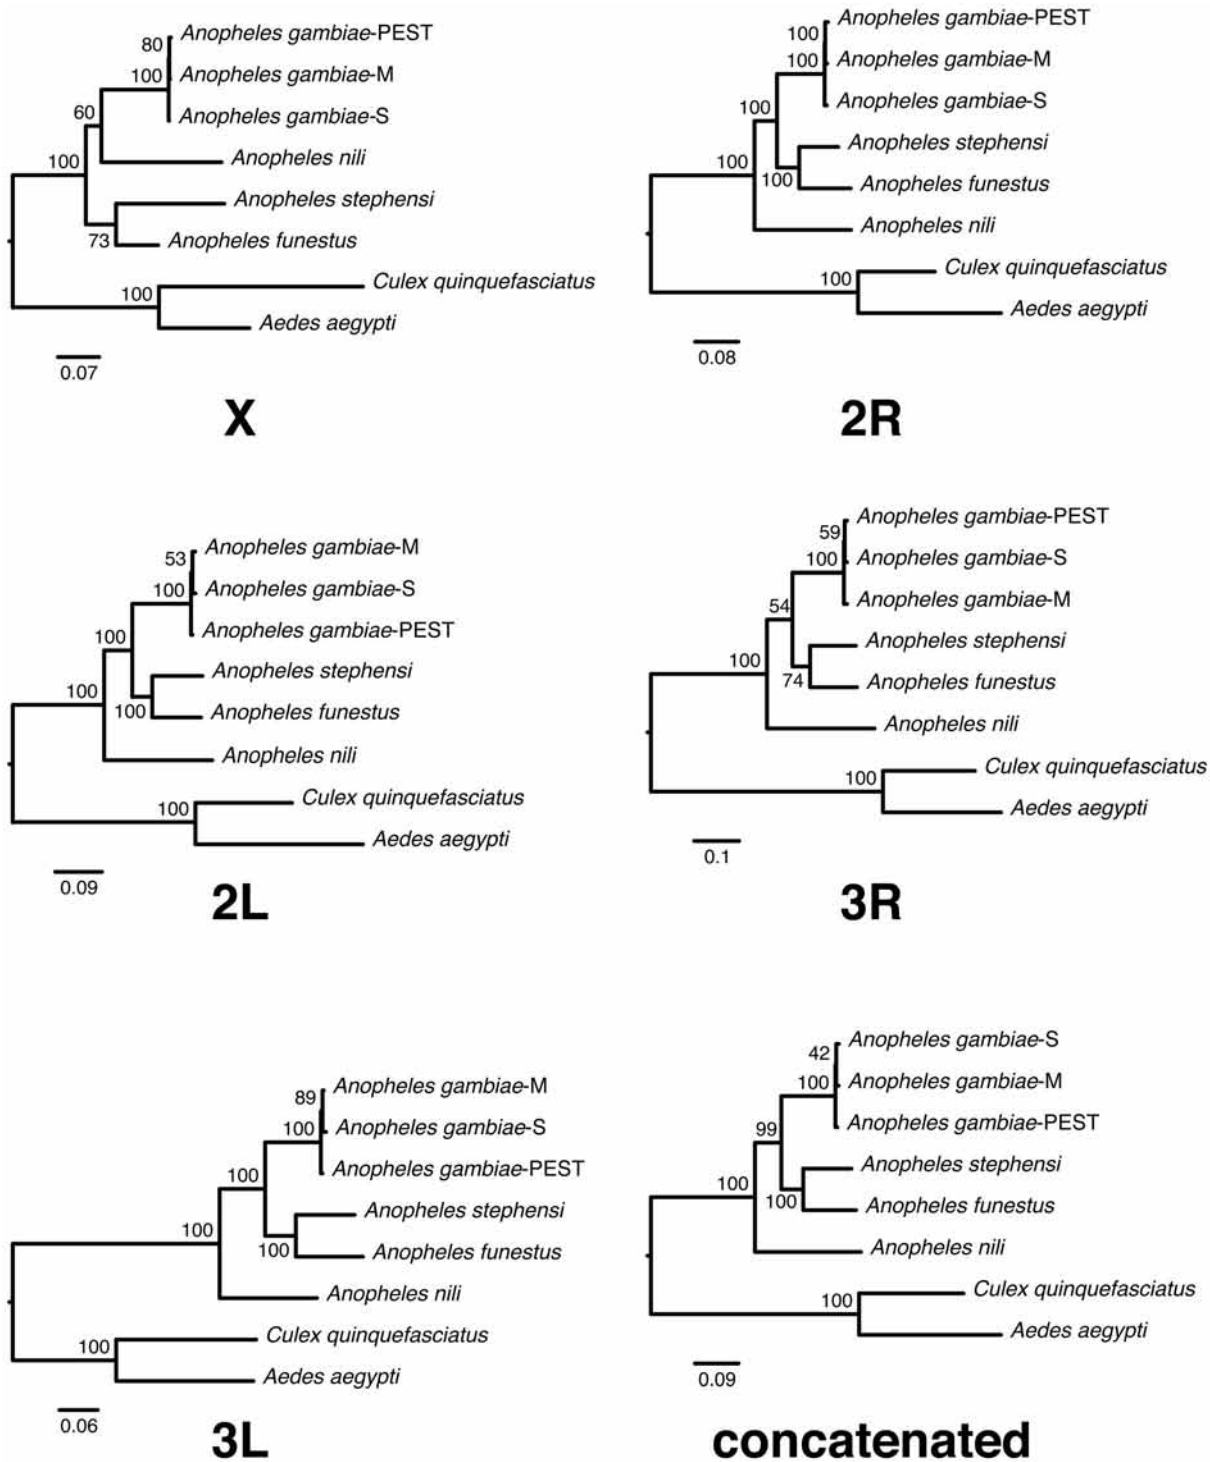 Anopheles gambiae-PEST
80
Anopheles gambiae-M
100
Anopheles gambiae-S
60
Anopheles nili
100
Anopheles stephensi
73
Anopheles funestus
Culex quinquefasciatus
100
Aedes aegypti
0.07
X
Anopheles gambiae-PEST
100
Anopheles gambiae-M
100
Anopheles gambiae-S
100
Anopheles stephensi
100
100
Anopheles funestus
Anopheles nili
Culex quinquefasciatus
100
Aedes aegypti
0.08
2R
Anopheles gambiae-M
53
Anopheles gambiae-S
100
Anopheles gambiae-PEST
100
Anopheles stephensi
100
100
Anopheles funestus
Anopheles nili
Culex quinquefasciatus
100
Aedes aegypti
0.09
2L
Anopheles gambiae-PEST
59
Anopheles gambiae-S
100
Anopheles gambiae-M
54
Anopheles stephensi
100
74
Anopheles funestus
Anopheles nili
Culex quinquefasciatus
100
Aedes aegypti
0.1
3R
Anopheles gambiae-M
89
Anopheles gambiae-S
100
Anopheles gambiae-PEST
100
Anopheles stephensi
100
100
Anopheles funestus
Anopheles nili
Culex quinquefasciatus
100
Aedes aegypti
0.06
3L
Anopheles gambiae-S
42
Anopheles gambiae-M
100
Anopheles gambiae-PEST
99
Anopheles stephensi
100
100
Anopheles funestus
Anopheles nili
Culex quinquefasciatus
100
Aedes aegypti
0.09
concatenated